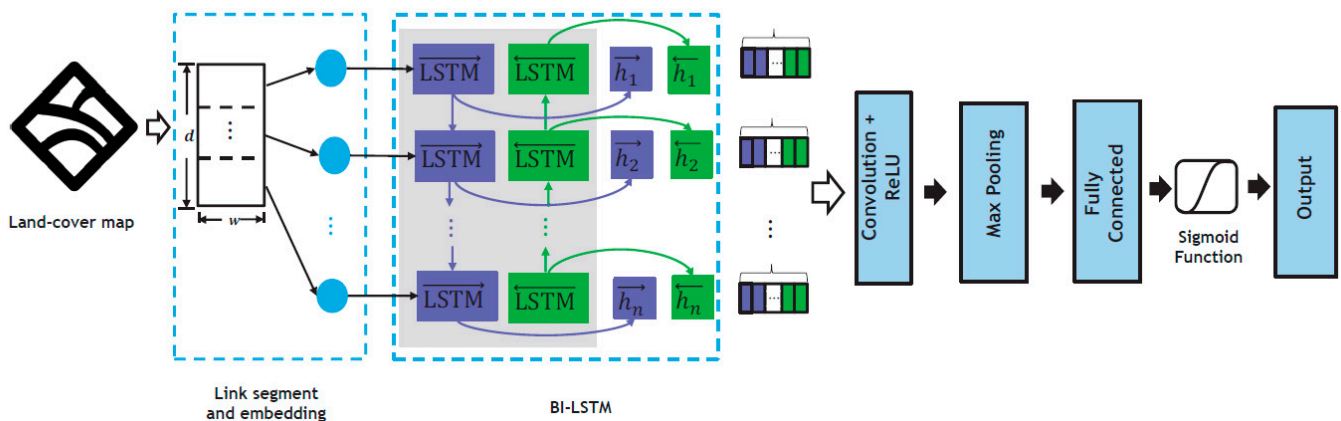 Land-cover map
d
⋮
w
⋮
Link segment
and embedding
LSTM
LSTM
h1
h1
LSTM
LSTM
h2
h2
⋮
⋮
LSTM
LSTM
hn
hn
BI-LSTM
...
...
⋮
...
Convolution +
ReLU
Max Pooling
Fully
Connected
Sigmoid
Function
Output